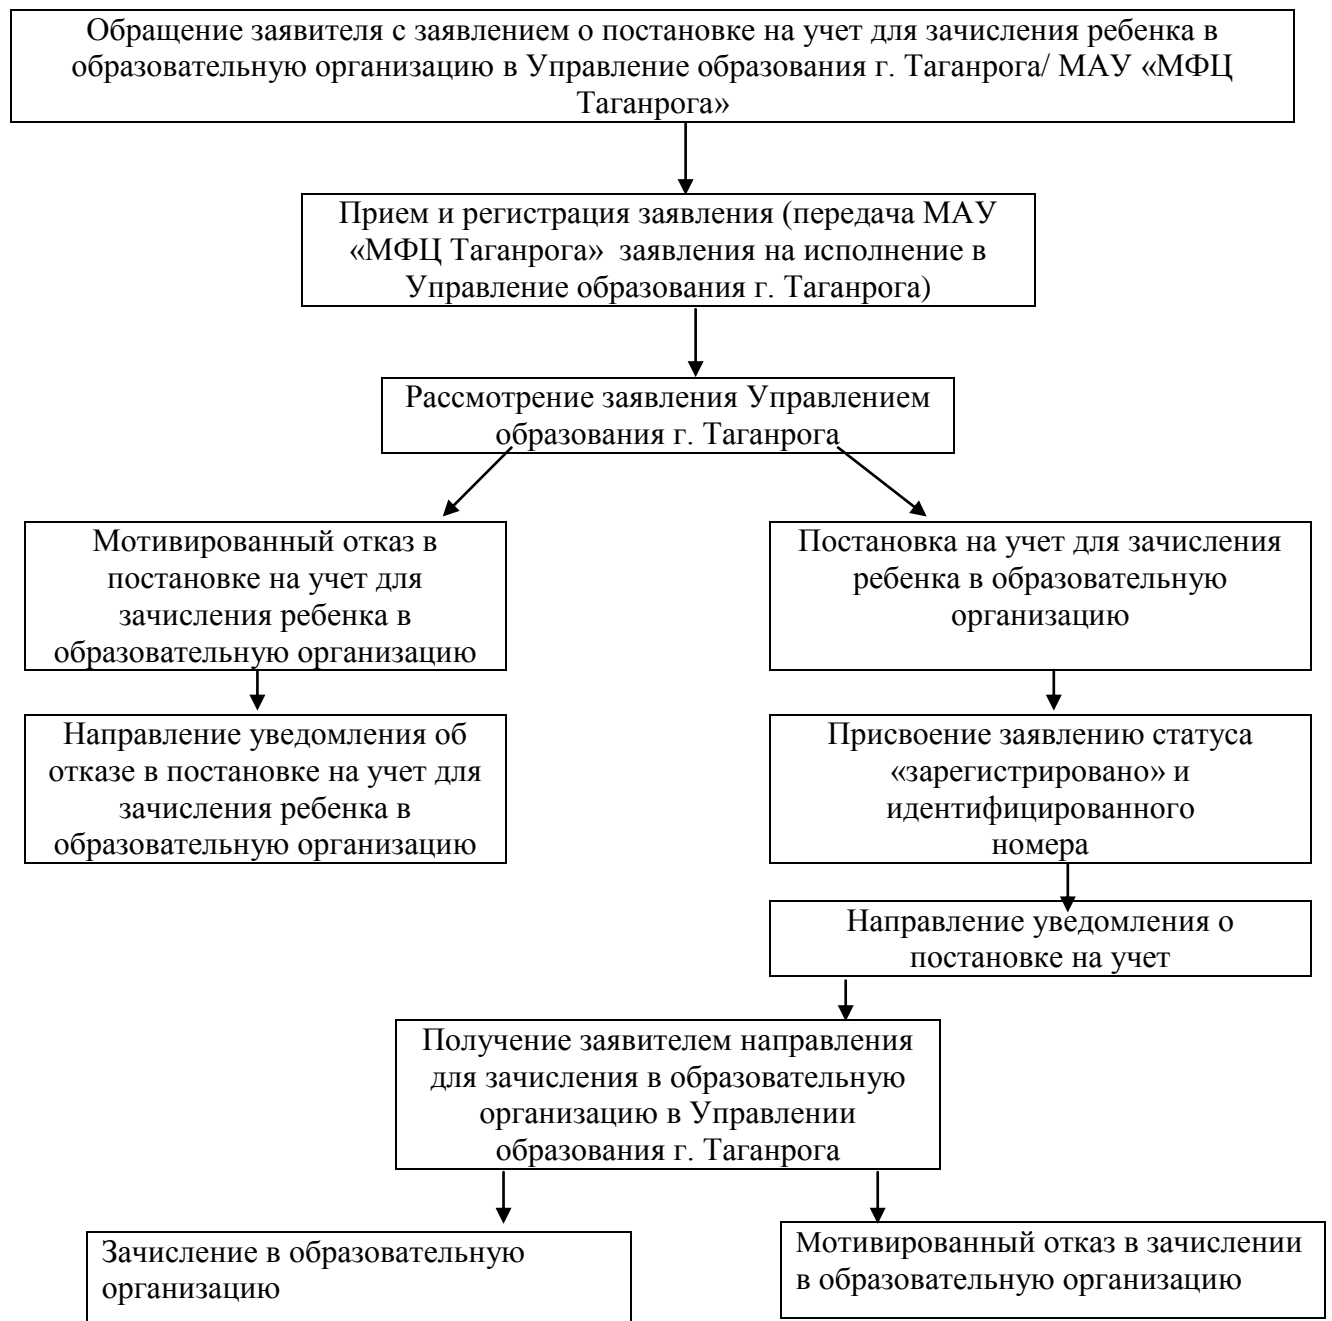 Обращение заявителя с заявлением о постановке на учет для зачисления ребенка в
образовательную организацию в Управление образования г. Таганрога/ МАУ «МФЦ
Таганрога»
Прием и регистрация заявления (передача МАУ
«МФЦ Таганрога» заявления на исполнение в
Управление образования г. Таганрога)
Рассмотрение заявления Управлением
образования г. Таганрога
Мотивированный отказ в
постановке на учет для
зачисления ребенка в
образовательную организацию
Постановка на учет для зачисления
ребенка в образовательную
организацию
Направление уведомления об
отказе в постановке на учет для
зачисления ребенка в
образовательную организацию
Присвоение заявлению статуса
«зарегистрировано» и
идентифицированного
номера
Направление уведомления о
постановке на учет
Получение заявителем направления
для зачисления в образовательную
организацию в Управлении
образования г. Таганрога
Зачисление в образовательную
организацию
Мотивированный отказ в зачислении
в образовательную организацию